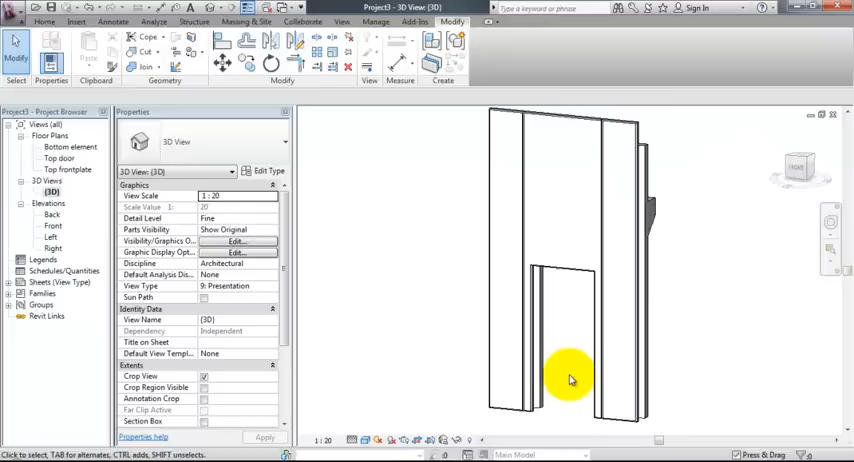 Project3 - 3D View: {3D}
Type a keyword or phrase
Sign In
Home Insert Annotate Analyze Structure Massing & Site Collaborate View Manage Add-Ins Modify
Modify
Properties
Paste
Cope
Cut
Join
Select Properties Clipboard Geometry Modify View Measure Create
Project3 - Project Browser
Views (all)
Floor Plans
Bottom element
Top door
Top frontplate
3D Views
{3D}
Elevations
Back
Front
Left
Right
Legends
Schedules/Quantities
Sheets (View Type)
Families
Groups
Revit Links
Properties
3D View
3D View: {3D} Edit Type
Graphics
View Scale 1 : 20
Scale Value 1: 20
Detail Level Fine
Parts Visibility Show Original
Visibility/Graphics O... Edit...
Graphic Display Opt... Edit...
Discipline Architectural
Default Analysis Dis... None
View Type 9: Presentation
Sun Path
Identity Data
View Name {3D}
Dependency Independent
Title on Sheet
Default View Templ... None
Extents
Crop View
Crop Region Visible
Annotation Crop
Far Clip Active
Section Box
Properties help Apply
FRONT
1 : 20
Click to select, TAB for alternates, CTRL adds, SHIFT unselects.
:0
Main Model
Press & Drag
:0